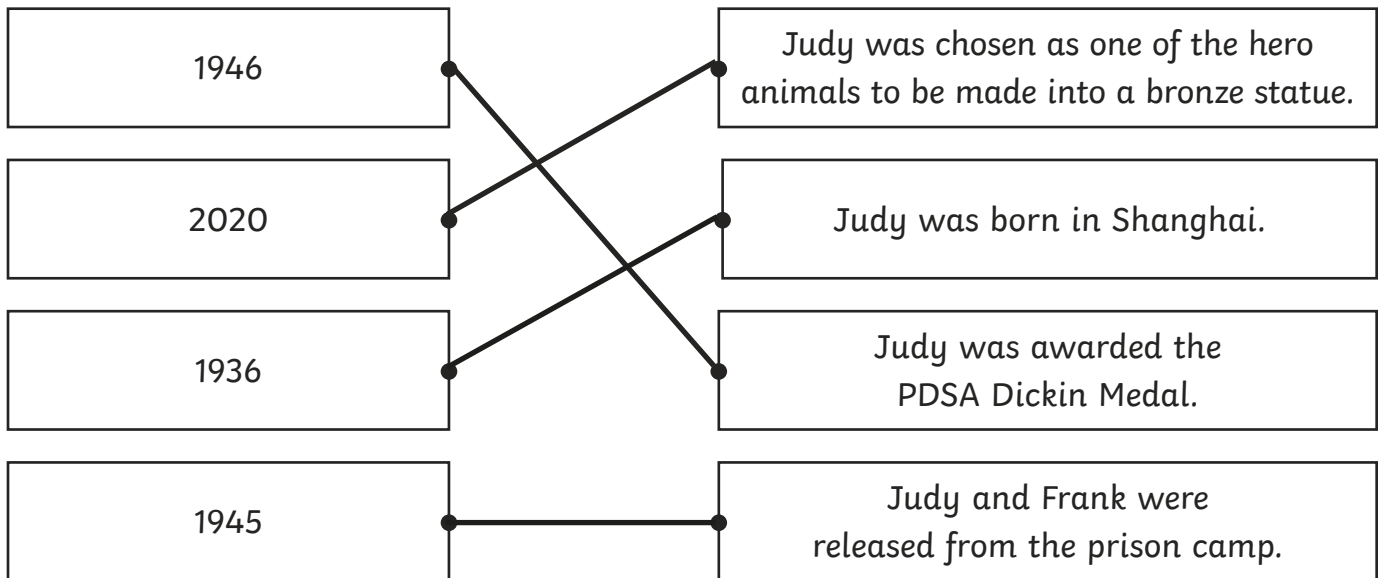 1946
Judy was chosen as one of the hero
animals to be made into a bronze statue.
2020
Judy was born in Shanghai.
1936
Judy was awarded the
PDSA Dickin Medal.
1945
Judy and Frank were
released from the prison camp.